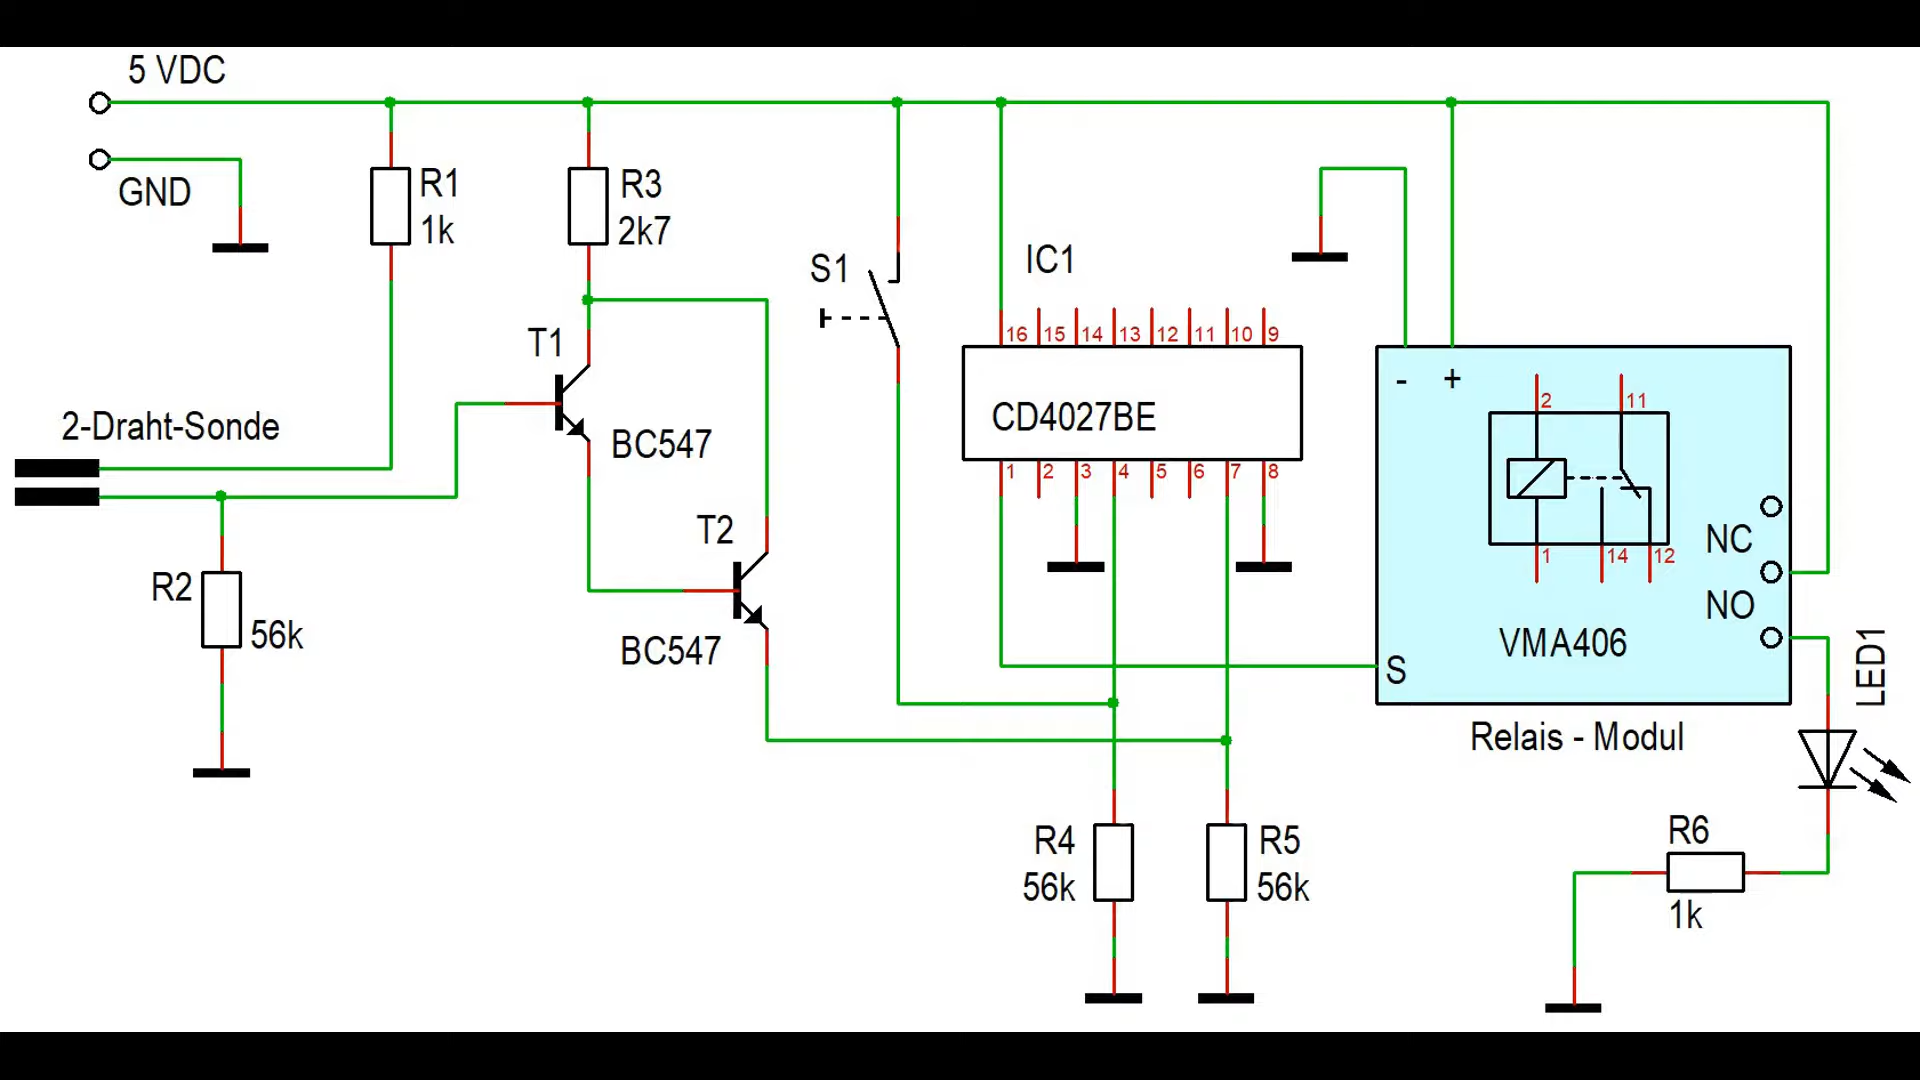 5 VDC
GND
R1
1k
R3
2k7
S1
IC1
16 15 14 13 12 11 10 9
CD4027BE
1 2 3 4 5 6 7 8
T1
BC547
2-Draht-Sonde
T2
BC547
R2
56k
- +
2 11
1 14 12
NC
NO
VMA406
S
Relais - Modul
LED1
R4
56k
R5
56k
R6
1k